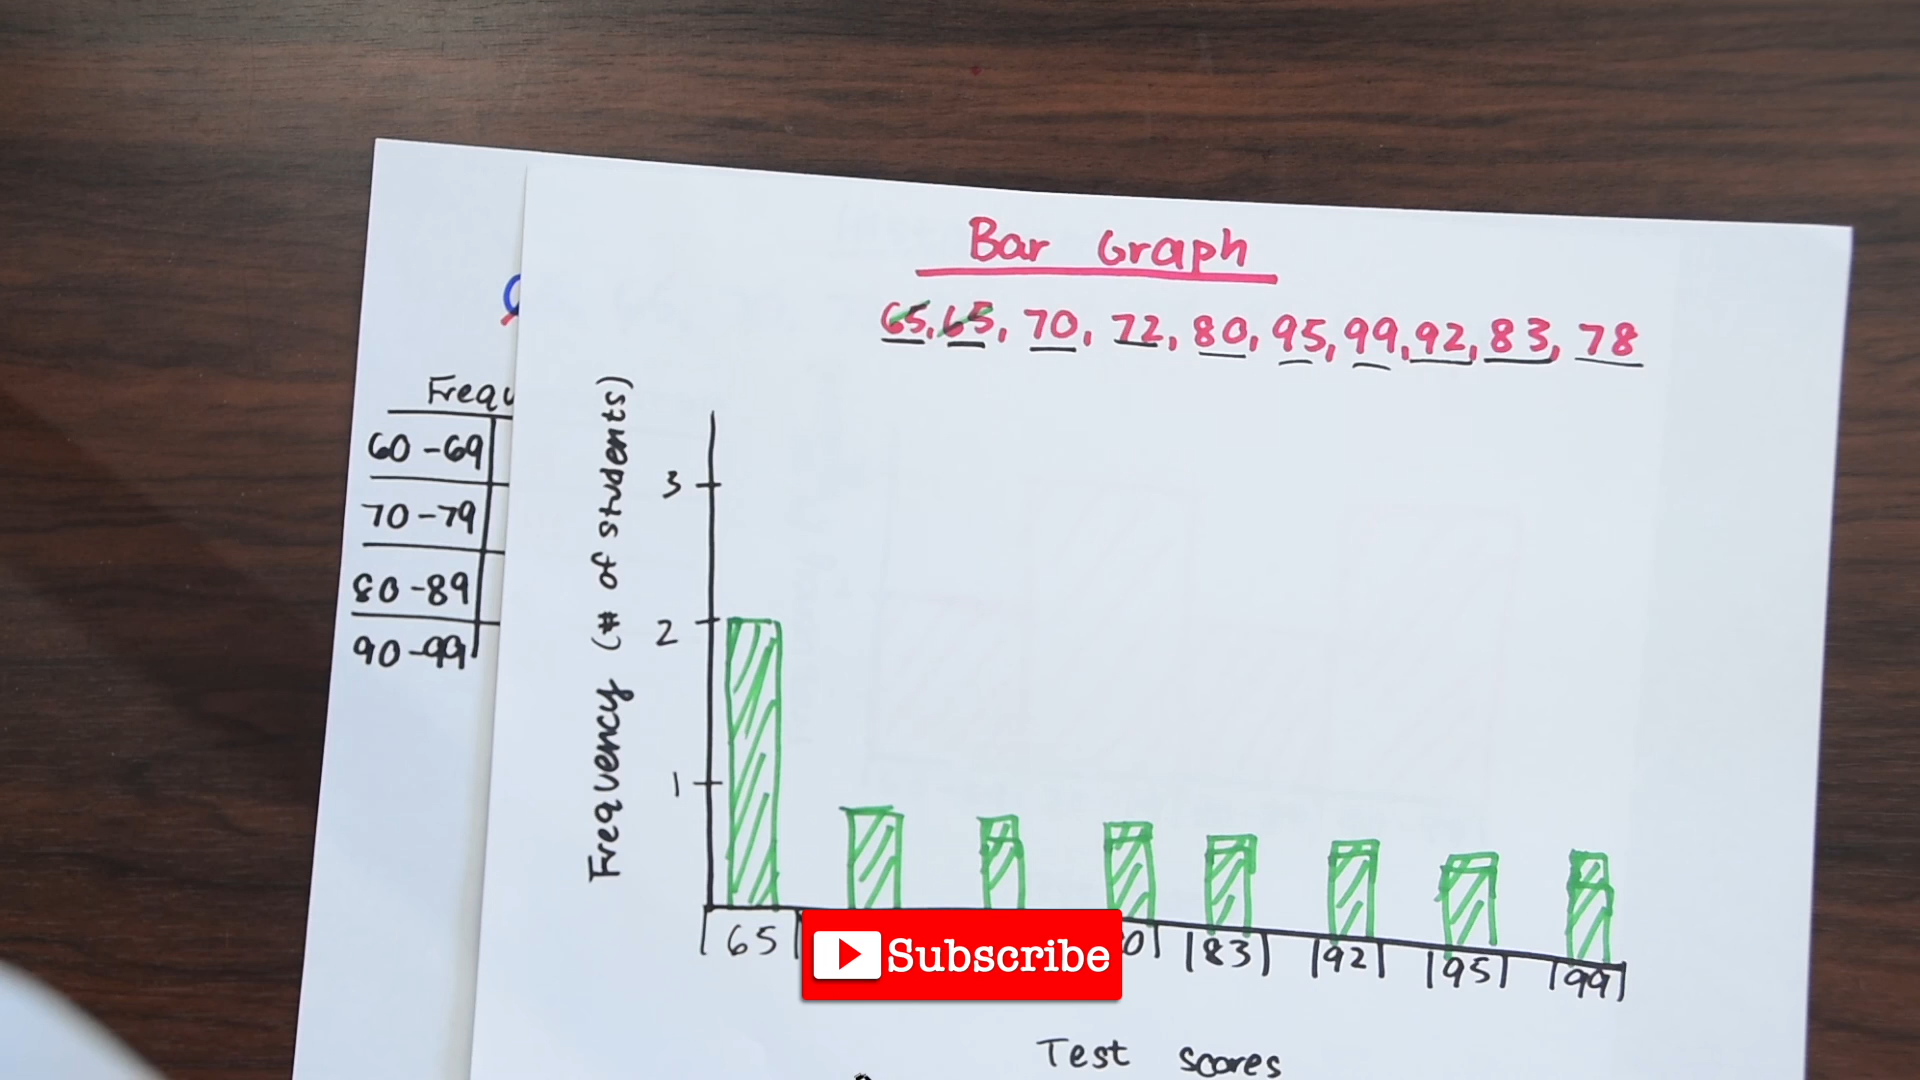 Bar Graph
65, 65, 70, 72, 80, 95, 99, 92, 83, 78
Frequency (# of students)
3
2
1
65 83 92 95 99
Test scores
60-69
70-79
80-89
90-99
Subscribe